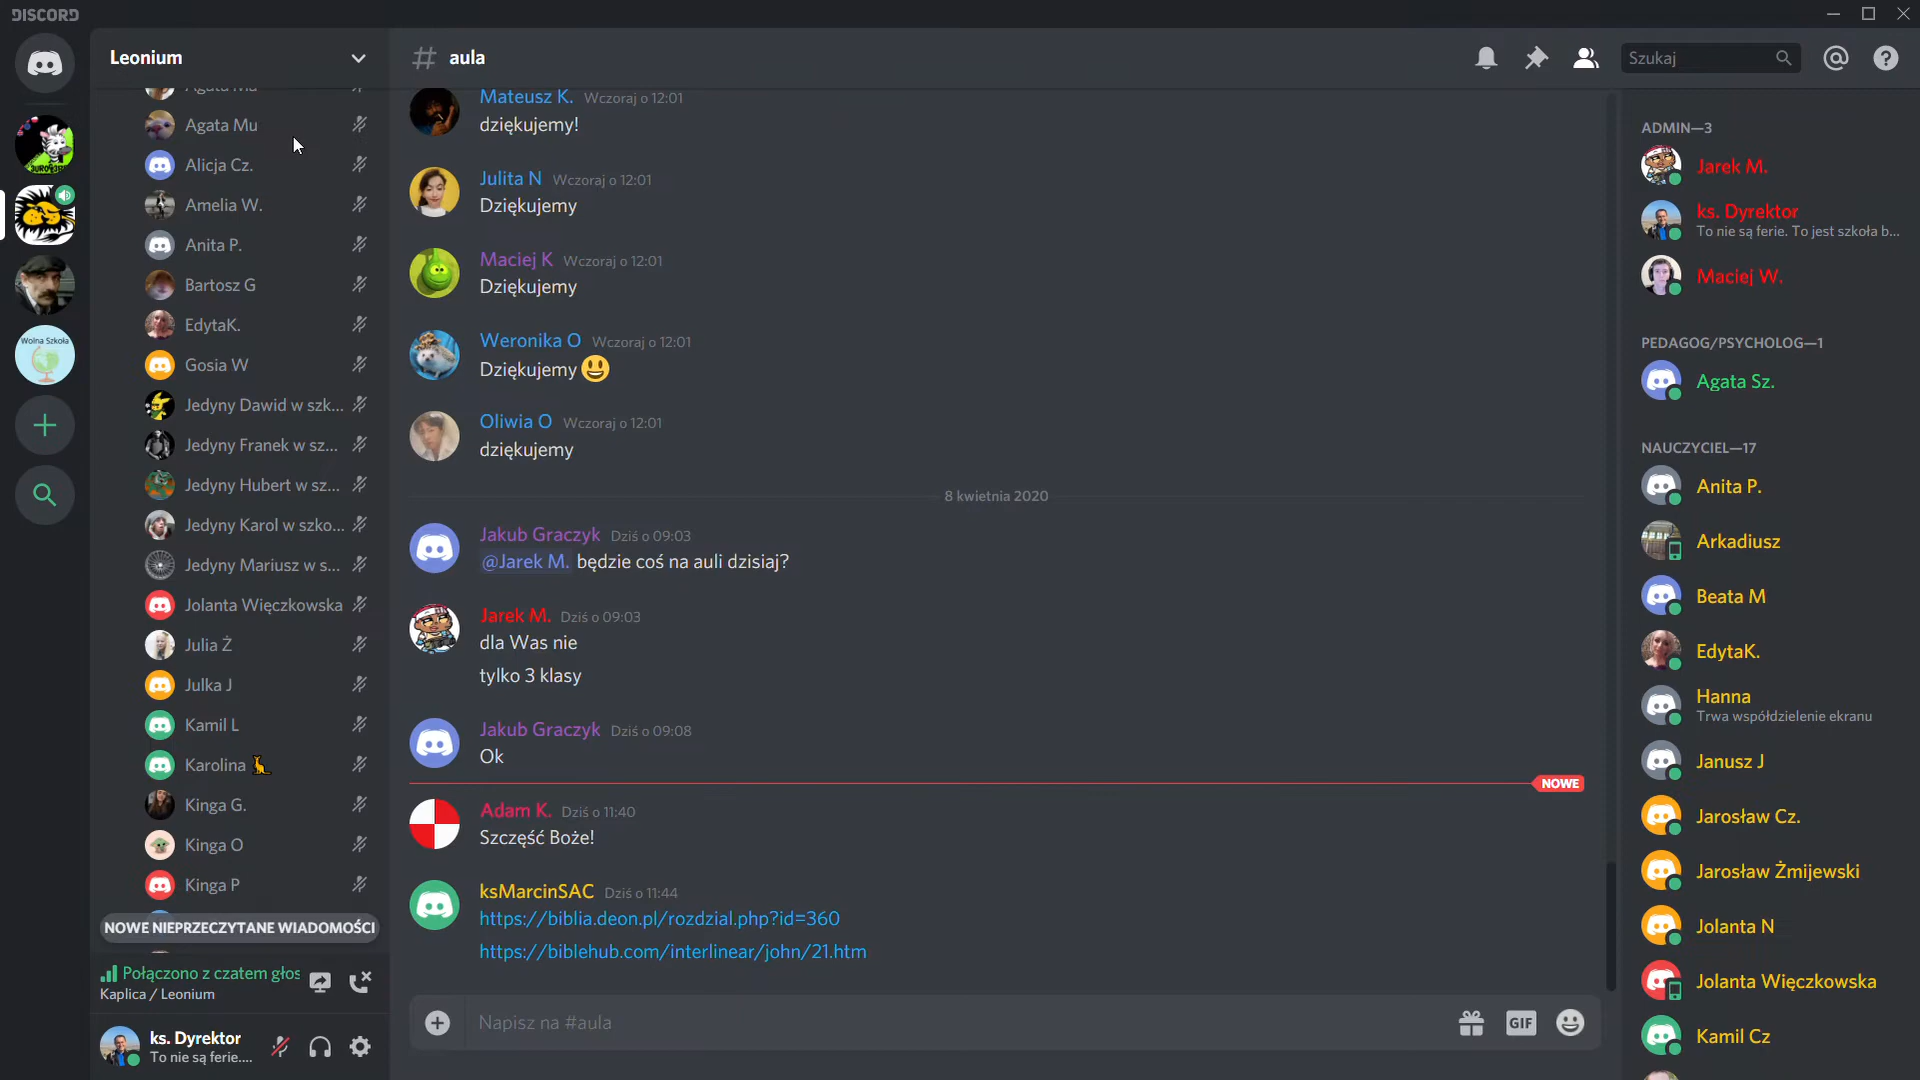 DISCORD
Leonium
Agata Mu
Alicja Cz.
Amelia W.
Anita P.
Bartosz G
EdytaK.
Gosia W
Jedyny Dawid w szk...
Jedyny Franek w sz...
Jedyny Hubert w sz...
Jedyny Karol w szko...
Jedyny Mariusz w s...
Jolanta Więczkowska
Julia Ż
Julka J
Kamil L
Karolina
Kinga G.
Kinga O
Kinga P
NOWE NIEPRZECZYTANE WIADOMOŚCI
Połączono z czatem głos
Kaplica / Leonium
ks. Dyrektor
To nie są ferie....
Wolna Szkoła
# aula
Szukaj
Mateusz K. Wczoraj o 12:01
dziękujemy!
Julita N Wczoraj o 12:01
Dziękujemy
Maciej K Wczoraj o 12:01
Dziękujemy
Weronika O Wczoraj o 12:01
Dziękujemy 😃
Oliwia O Wczoraj o 12:01
dziękujemy
8 kwietnia 2020
Jakub Graczyk Dziś o 09:03
@Jarek M. będzie coś na auli dzisiaj?
Jarek M. Dziś o 09:03
dla Was nie
tylko 3 klasy
Jakub Graczyk Dziś o 09:08
Ok
NOWE
Adam K. Dziś o 11:40
Szczęść Boże!
ksMarcinSAC Dziś o 11:44
https://biblia.deon.pl/rozdzial.php?id=360
https://biblehub.com/interlinear/john/21.htm
Napisz na #aula
GIF
ADMIN—3
Jarek M.
ks. Dyrektor
To nie są ferie. To jest szkoła b...
Maciej W.
PEDAGOG/PSYCHOLOG—1
Agata Sz.
NAUCZYCIEL—17
Anita P.
Arkadiusz
Beata M
EdytaK.
Hanna
Trwa współdzielenie ekranu
Janusz J
Jarosław Cz.
Jarosław Żmijewski
Jolanta N
Jolanta Więczkowska
Kamil Cz